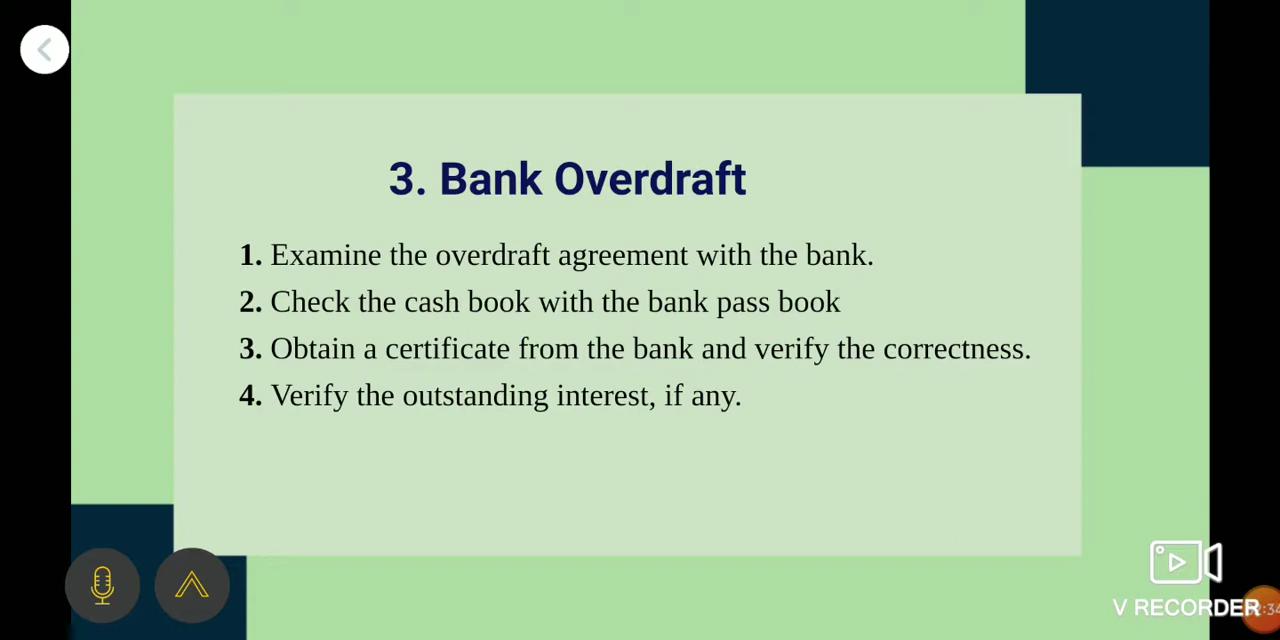 3. Bank Overdraft
1. Examine the overdraft agreement with the bank.
2. Check the cash book with the bank pass book
3. Obtain a certificate from the bank and verify the correctness.
4. Verify the outstanding interest, if any.
V RECORDER